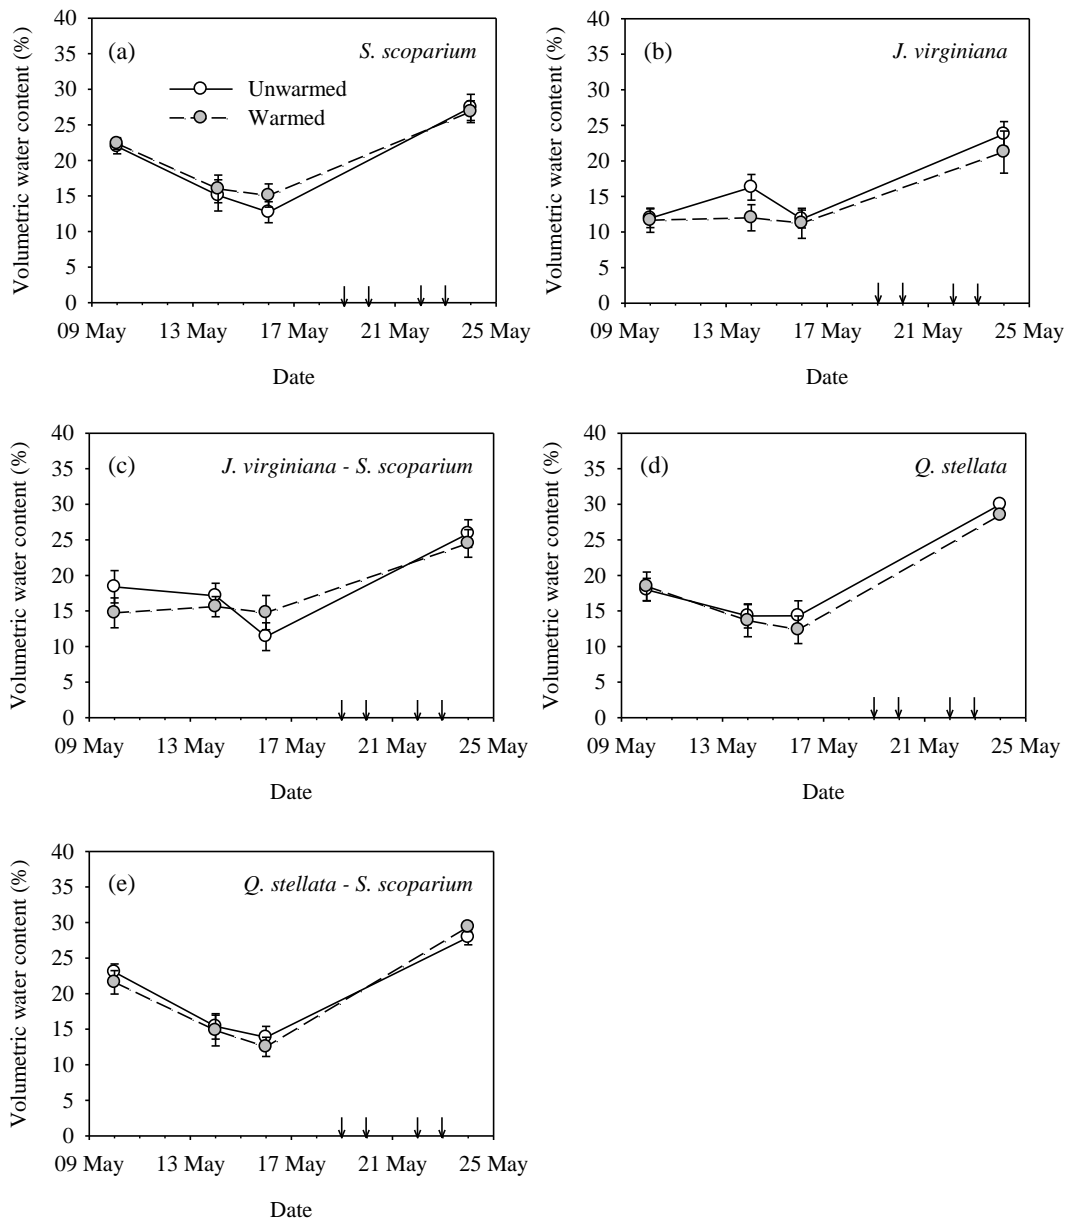 40
35
30
25
20
15
10
5
0
Volumetric water content (%)
(a)
S. scoparium
Unwarmed
Warmed
09 May 13 May 17 May 21 May 25 May
Date
40
35
30
25
20
15
10
5
0
Volumetric water content (%)
(b)
J. virginiana
09 May 13 May 17 May 21 May 25 May
Date
40
35
30
25
20
15
10
5
0
Volumetric water content (%)
(c)
J. virginiana - S. scoparium
09 May 13 May 17 May 21 May 25 May
Date
40
35
30
25
20
15
10
5
0
Volumetric water content (%)
(d)
Q. stellata
09 May 13 May 17 May 21 May 25 May
Date
40
35
30
25
20
15
10
5
0
Volumetric water content (%)
(e)
Q. stellata - S. scoparium
09 May 13 May 17 May 21 May 25 May
Date